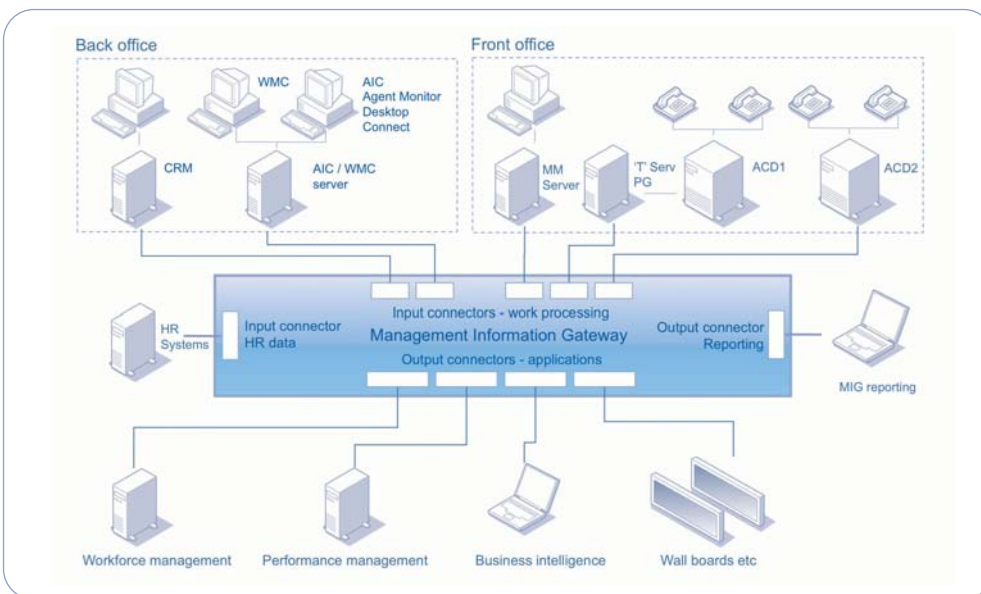 Back office
Front office
WMC
AIC
Agent Monitor
Desktop
Connect
CRM
AIC / WMC
server
MM
Server
'T' Serv
PG
ACD1
ACD2
HR
Systems
Input connector
HR data
Input connectors - work processing
Management Information Gateway
Output connectors - applications
Output connector
Reporting
MIG reporting
Workforce management
Performance management
Business intelligence
Wall boards etc